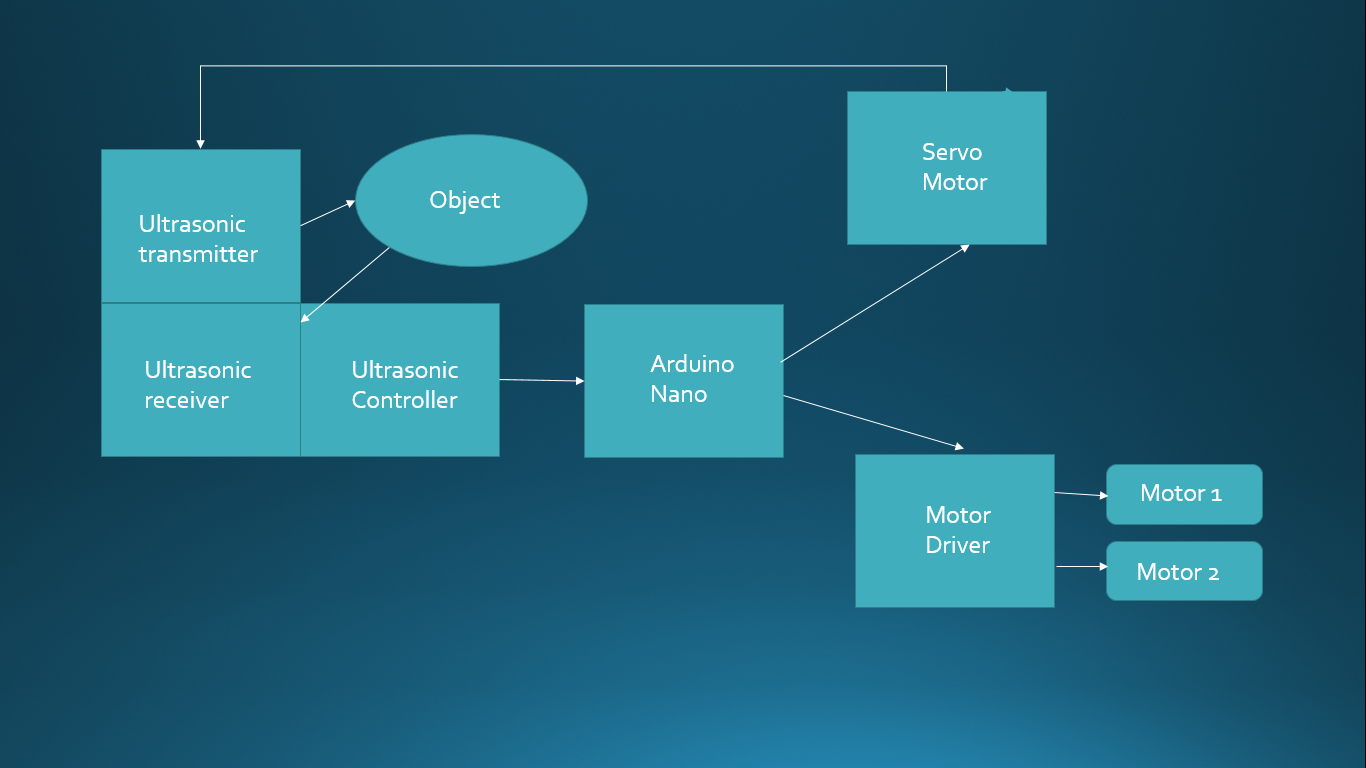 Servo
Motor
Object
Ultrasonic
transmitter
Ultrasonic
receiver
Ultrasonic
Controller
Arduino
Nano
Motor
Driver
Motor 1
Motor 2